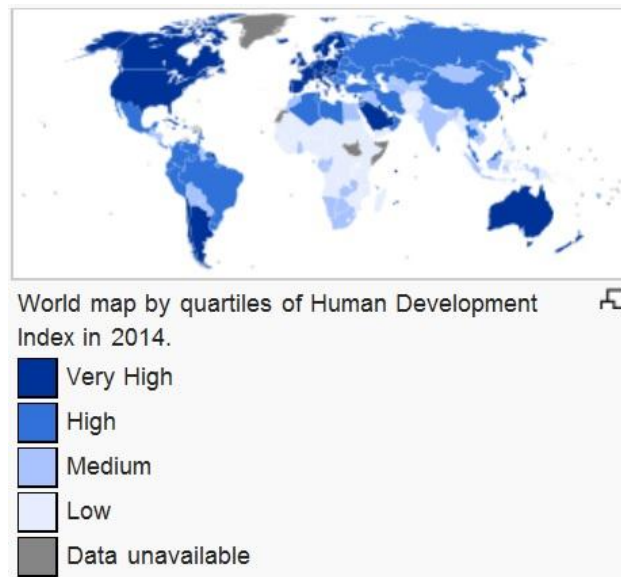 World map by quartiles of Human Development
Index in 2014.
Very High
High
Medium
Low
Data unavailable